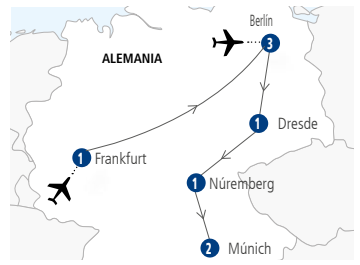 Berlín
3
ALEMANIA
1 Dresde
1 Frankfurt
1 Núremberg
2 Múnich